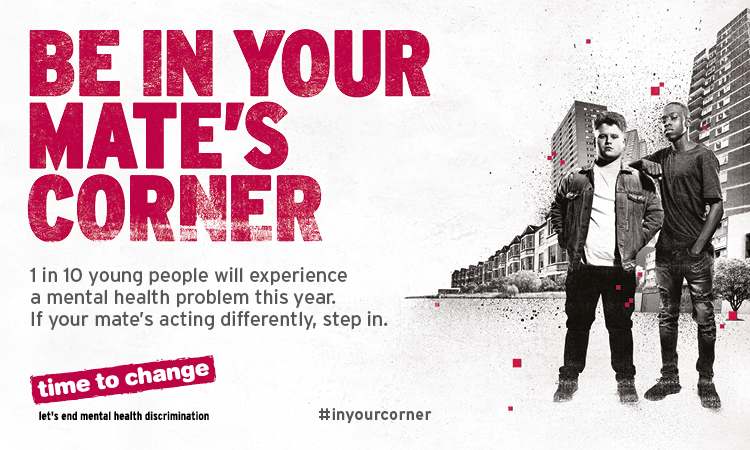 BE IN YOUR
MATE'S
CORNER
1 in 10 young people will experience
a mental health problem this year.
If your mate's acting differently, step in.
time to change
let's end mental health discrimination
#inyourcorner